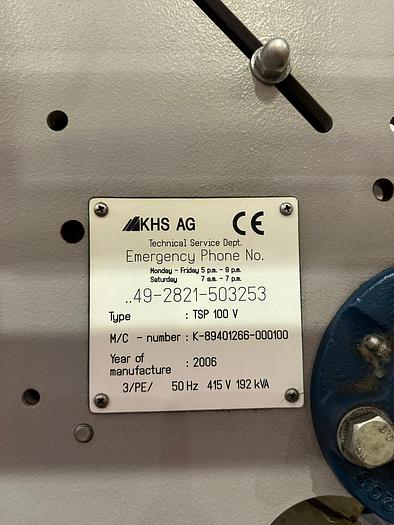 KHS AG CE
Technical Service Dept.
Emergency Phone No.
Monday - Friday 5 p.m. - 9 p.m.
Saturday 7 a.m. - 7 p.m.
..49-2821-503253
Type : TSP 100 V
M/C - number : K-89401266-000100
Year of
manufacture : 2006
3/PE/ 50 Hz 415 V 192 kVA